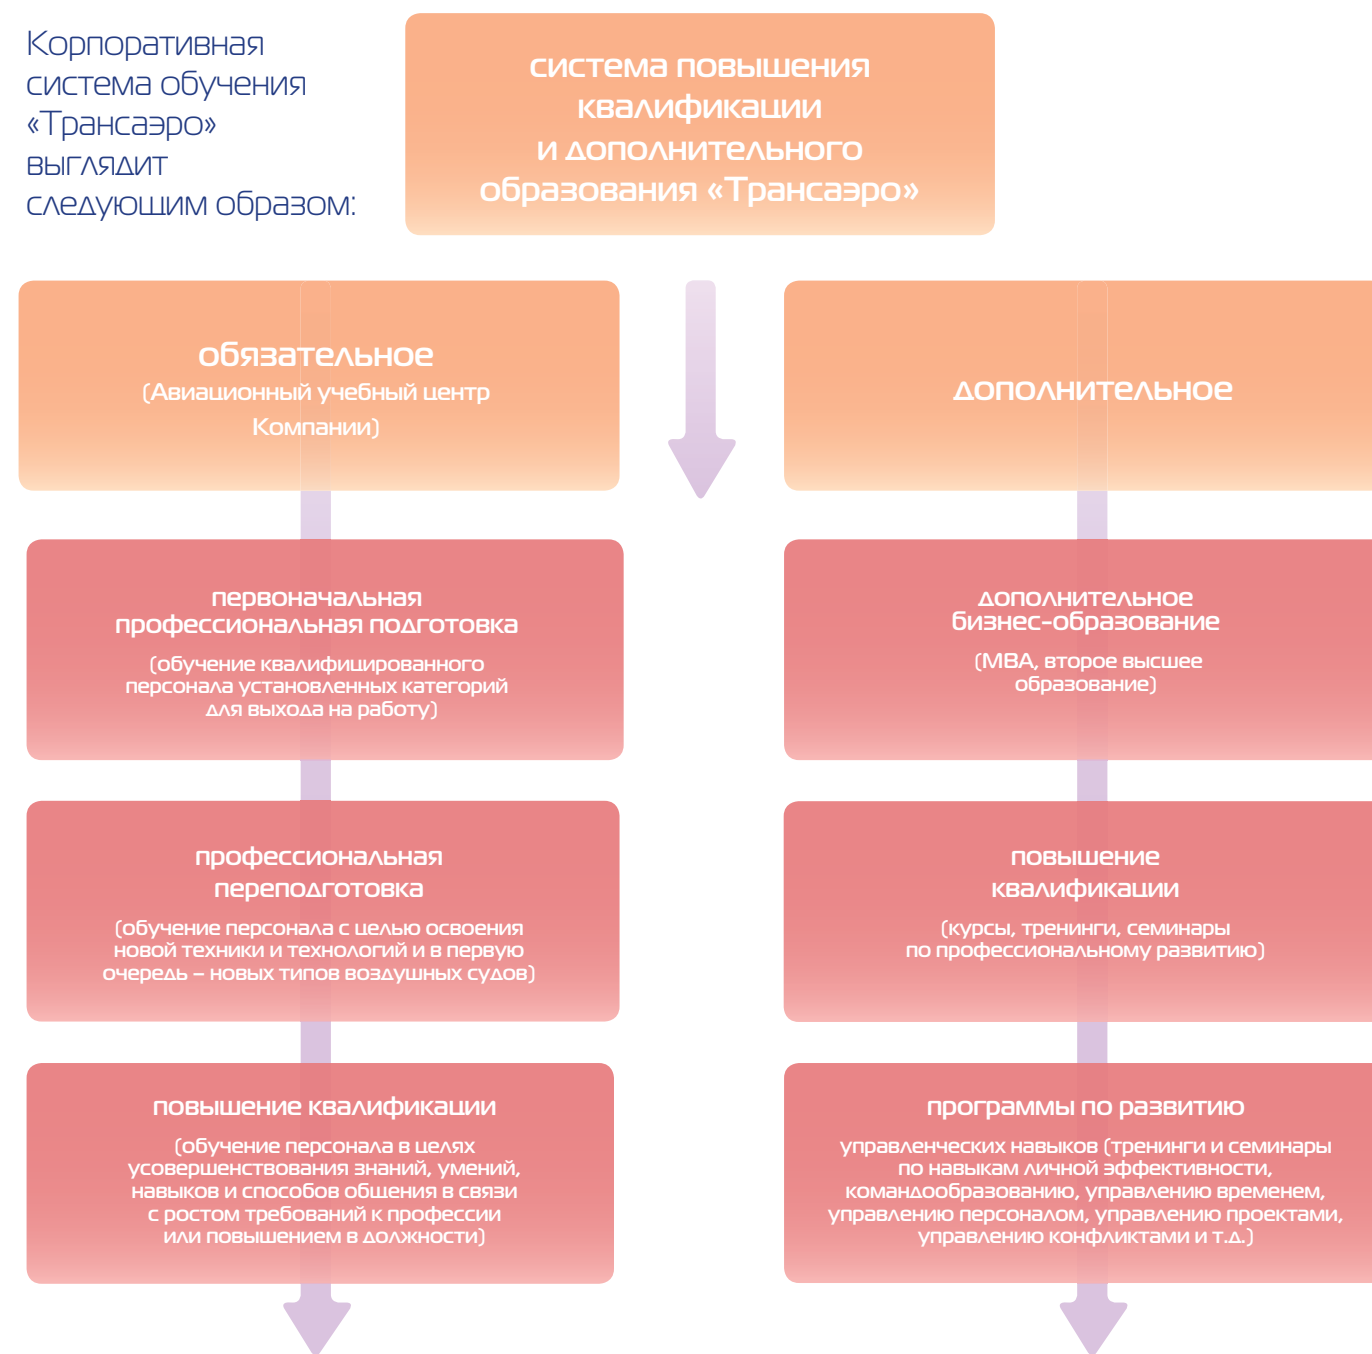 Корпоративная
система обучения
«Трансаэро»
выглядит
следующим образом:
система повышения
квалификации
и дополнительного
образования «Трансаэро»
обязательное
(Авиационный учебный центр
Компании)
дополнительное
первоначальная
профессиональная подготовка
(обучение квалифицированного
персонала установленных категорий
для выхода на работу)
дополнительное
бизнес-образование
(MBA, второе высшее
образование)
профессиональная
переподготовка
(обучение персонала с целью освоения
новой техники и технологий и в первую
очередь – новых типов воздушных судов)
повышение
квалификации
(курсы, тренинги, семинары
по профессиональному развитию)
повышение квалификации
(обучение персонала в целях
усовершенствования знаний, умений,
навыков и способов общения в связи
с ростом требований к профессии
или повышением в должности)
программы по развитию
управленческих навыков (тренинги и семинары
по навыкам личной эффективности,
командообразованию, управлению временем,
управлению персоналом, управлению проектами,
управлению конфликтами и т.д.)